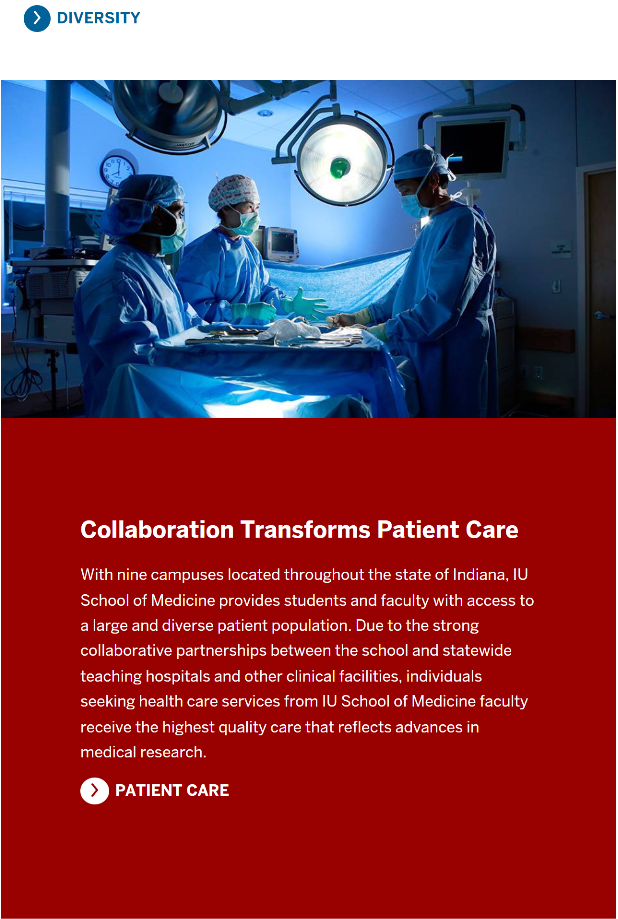 DIVERSITY
Collaboration Transforms Patient Care
With nine campuses located throughout the state of Indiana, IU
School of Medicine provides students and faculty with access to
a large and diverse patient population. Due to the strong
collaborative partnerships between the school and statewide
teaching hospitals and other clinical facilities, individuals
seeking health care services from IU School of Medicine faculty
receive the highest quality care that reflects advances in
medical research.
PATIENT CARE